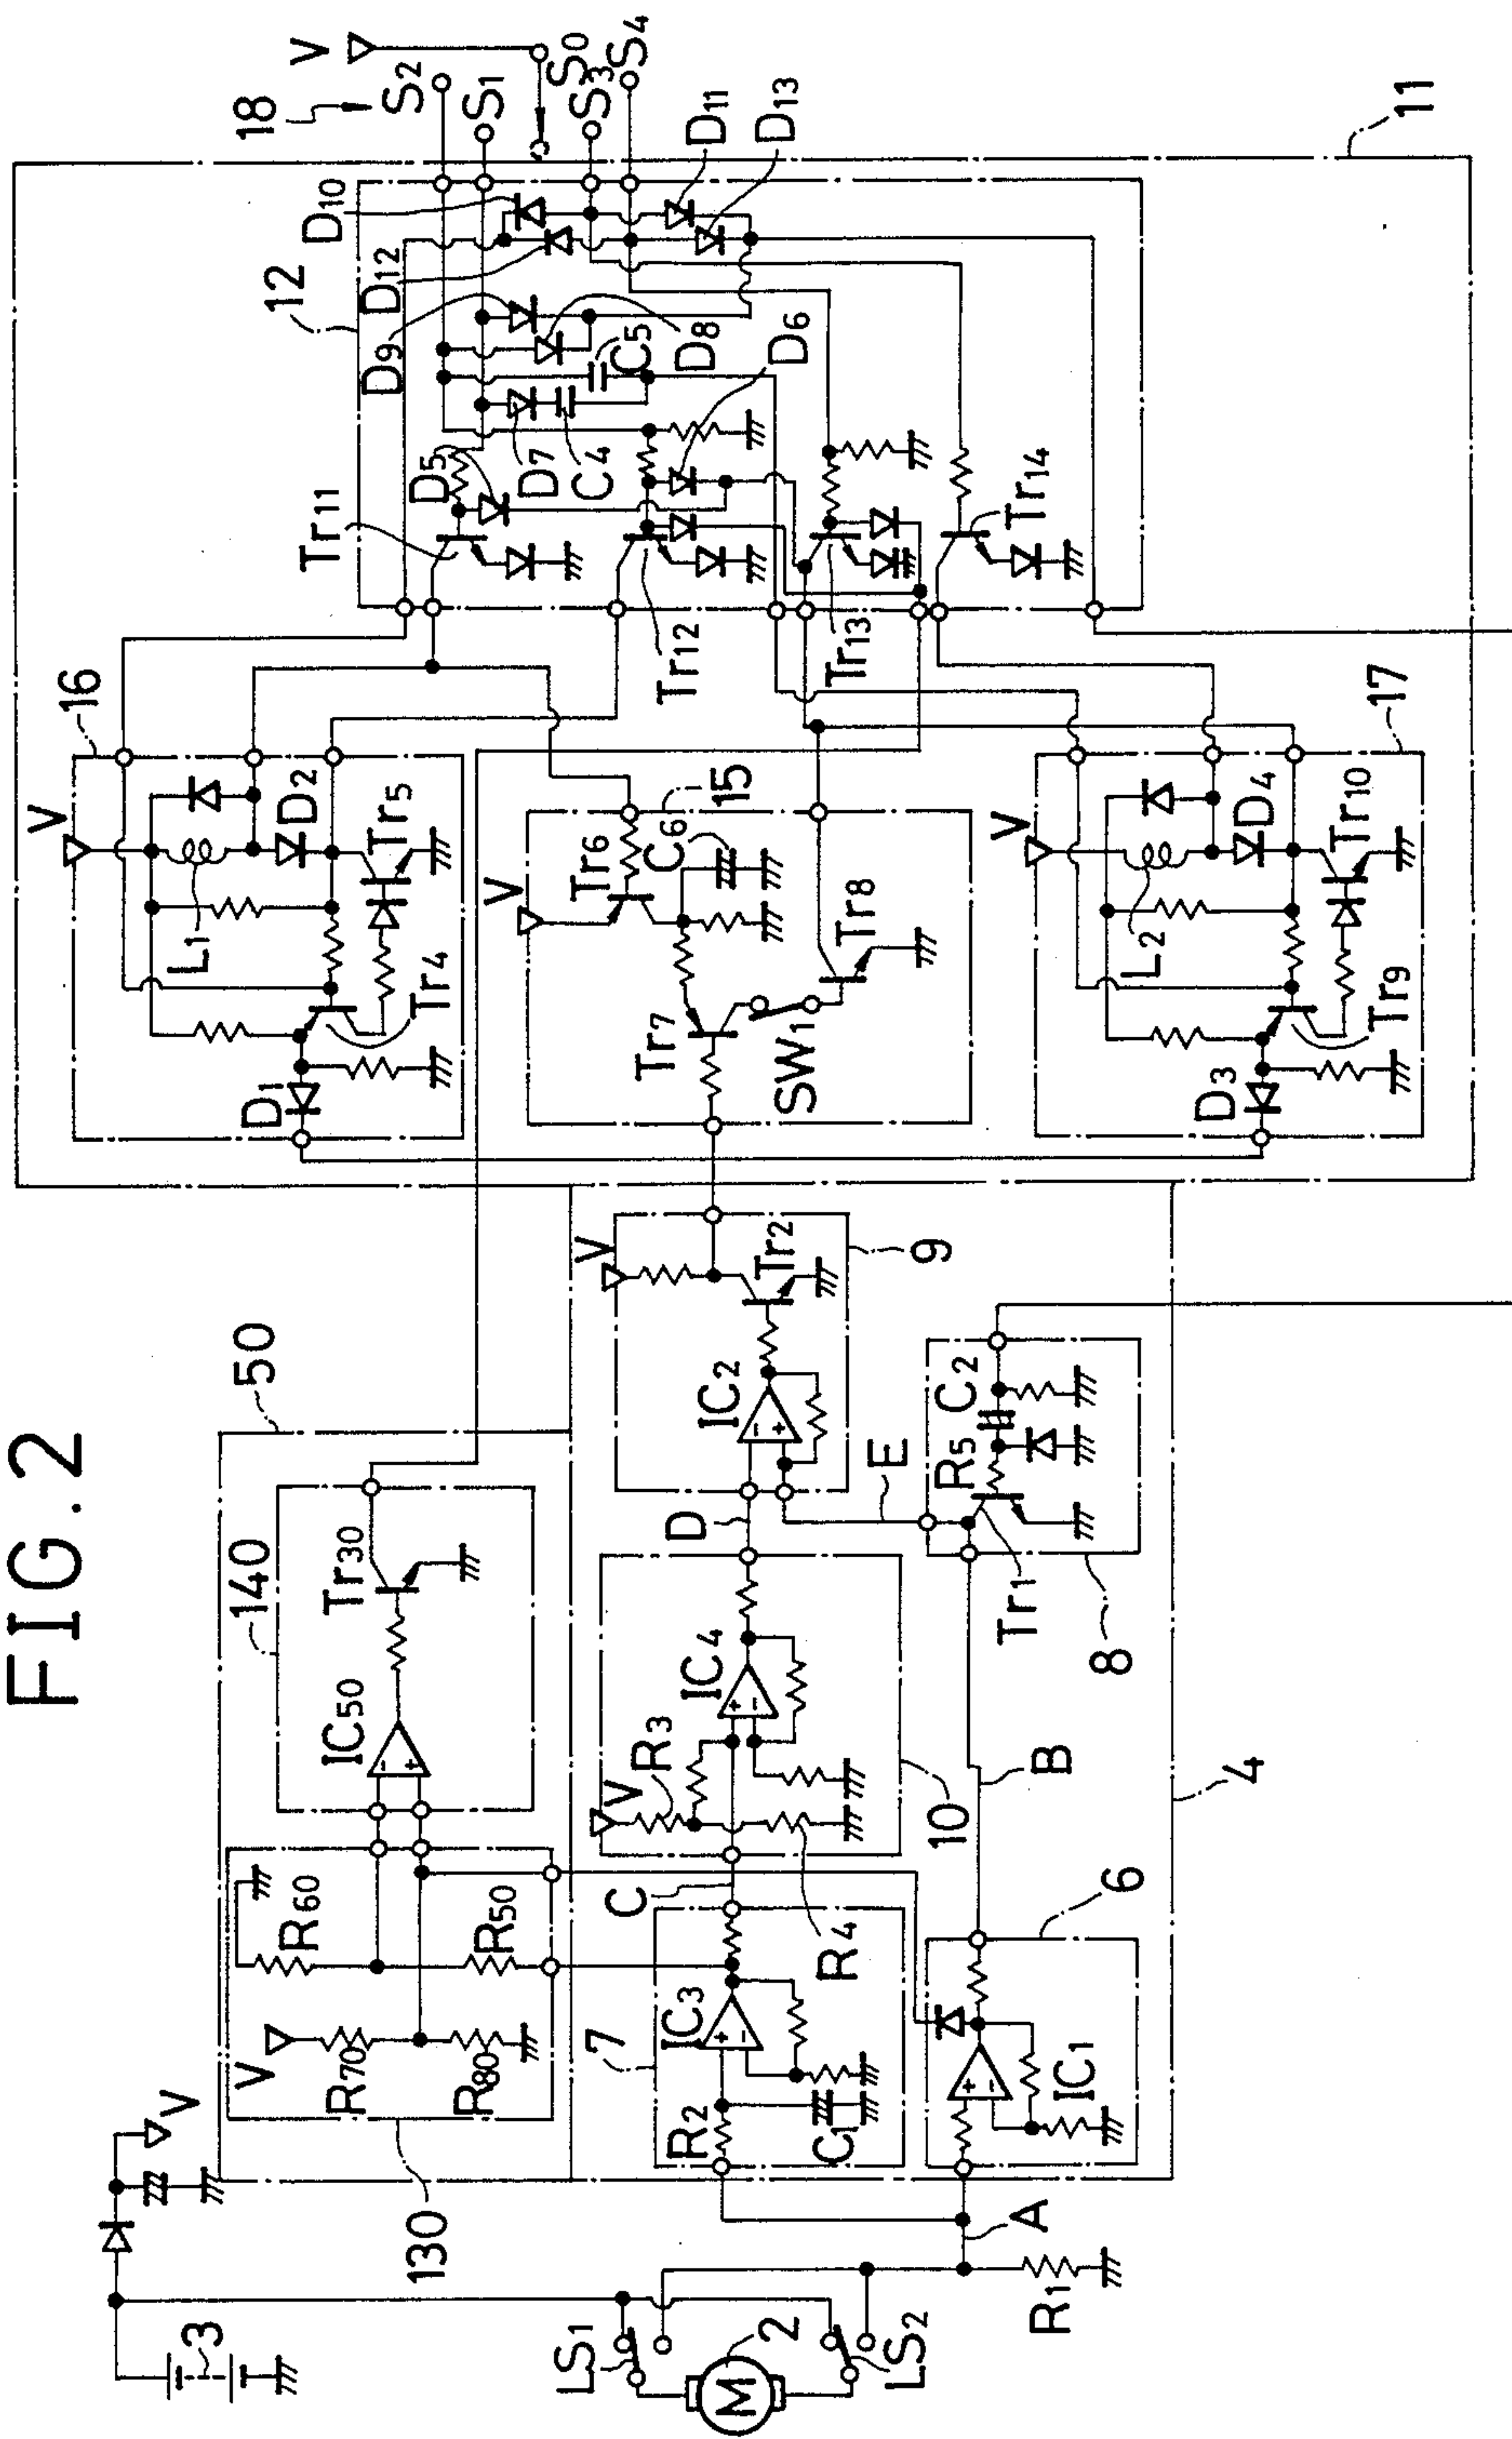 FIG. 2
3
V
50
130
V
R70
R80
R60
R50
140
IC50
Tr30
LS1
M
2
LS2
R1
A
7
R2
C1
IC3
C
10
V
R3
R4
IC4
D
9
V
IC2
Tr2
E
6
IC1
B
8
Tr1
R5
C2
4
16
V
L1
D1
D2
Tr4
Tr5
15
V
Tr6
C6
Tr7
SW1
Tr8
17
V
L2
D3
D4
Tr9
Tr10
12
Tr11
D5
D7
C4
D9
D12
D10
C5
D8
D6
Tr12
Tr13
Tr14
D11
D13
18
V
S2
S1
S0
S3
S4
11